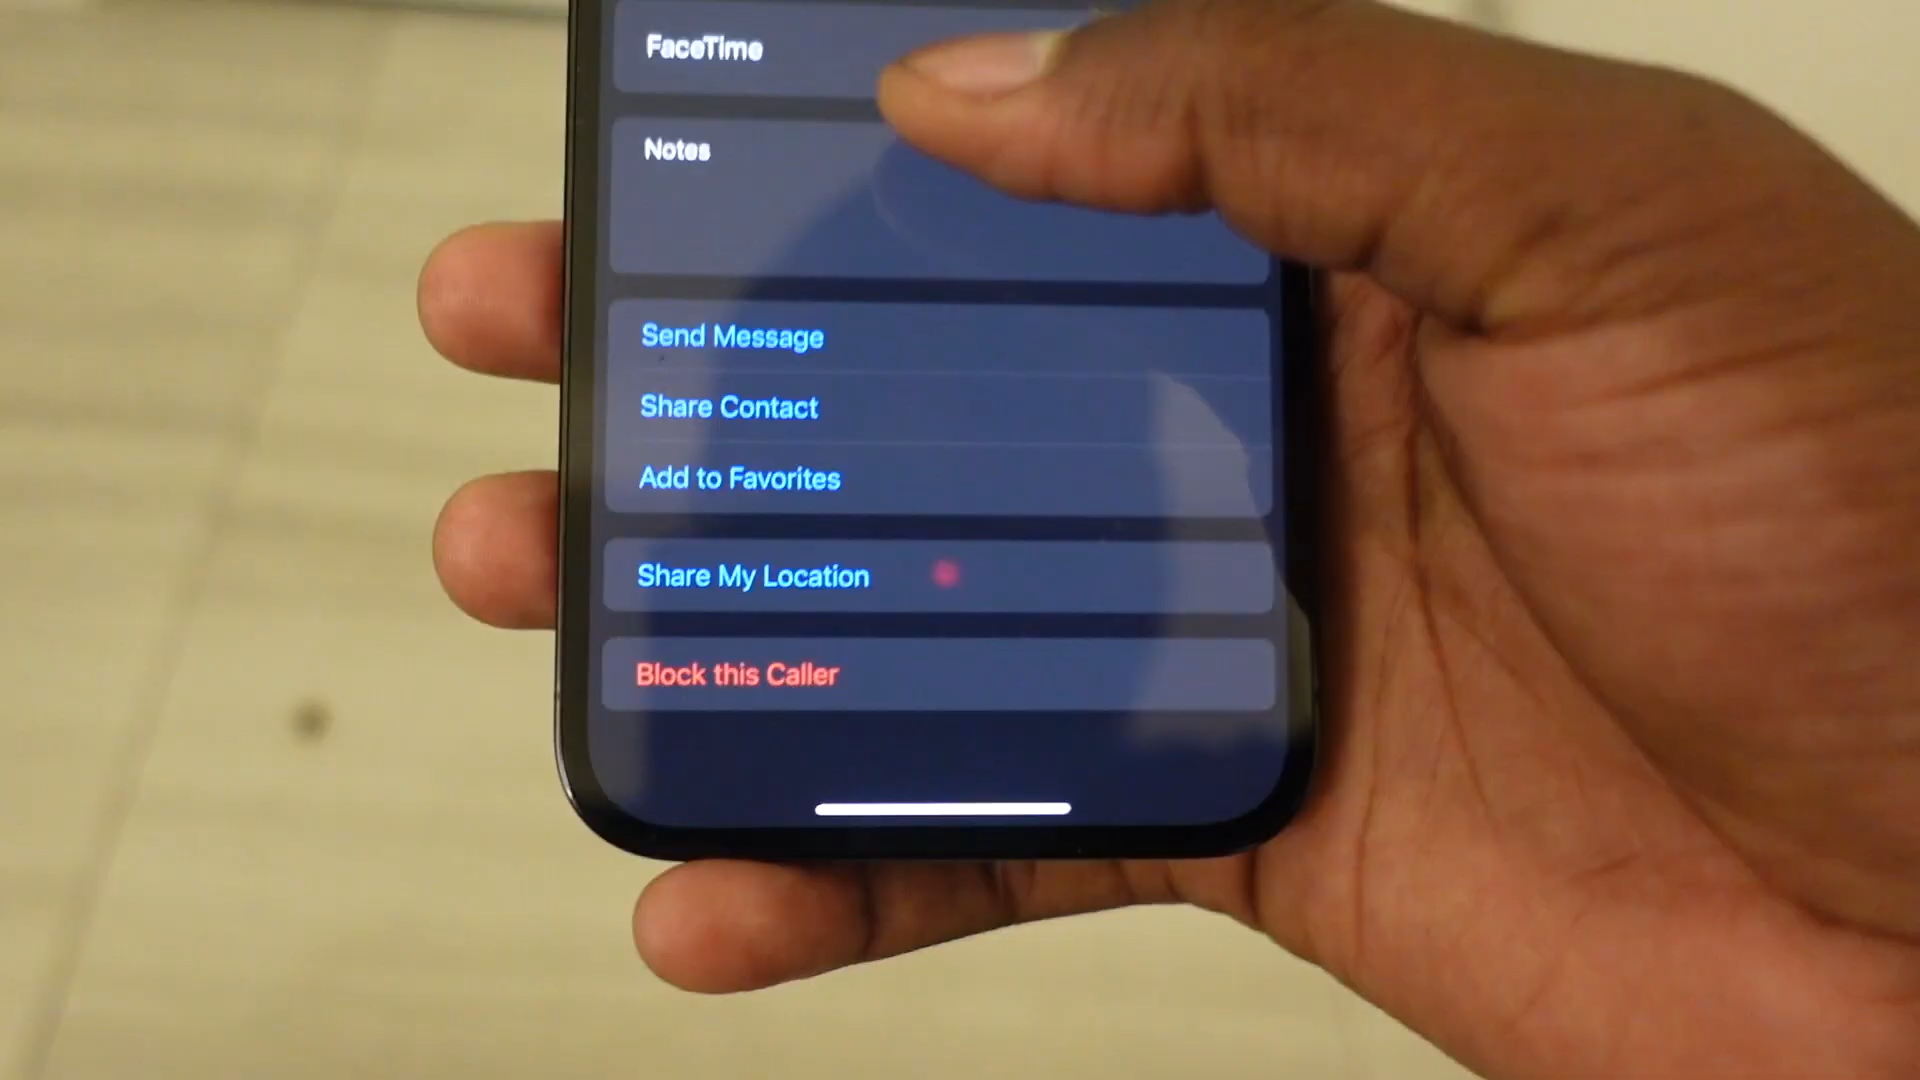 FaceTime
Notes
Send Message
Share Contact
Add to Favorites
Share My Location
Block this Caller